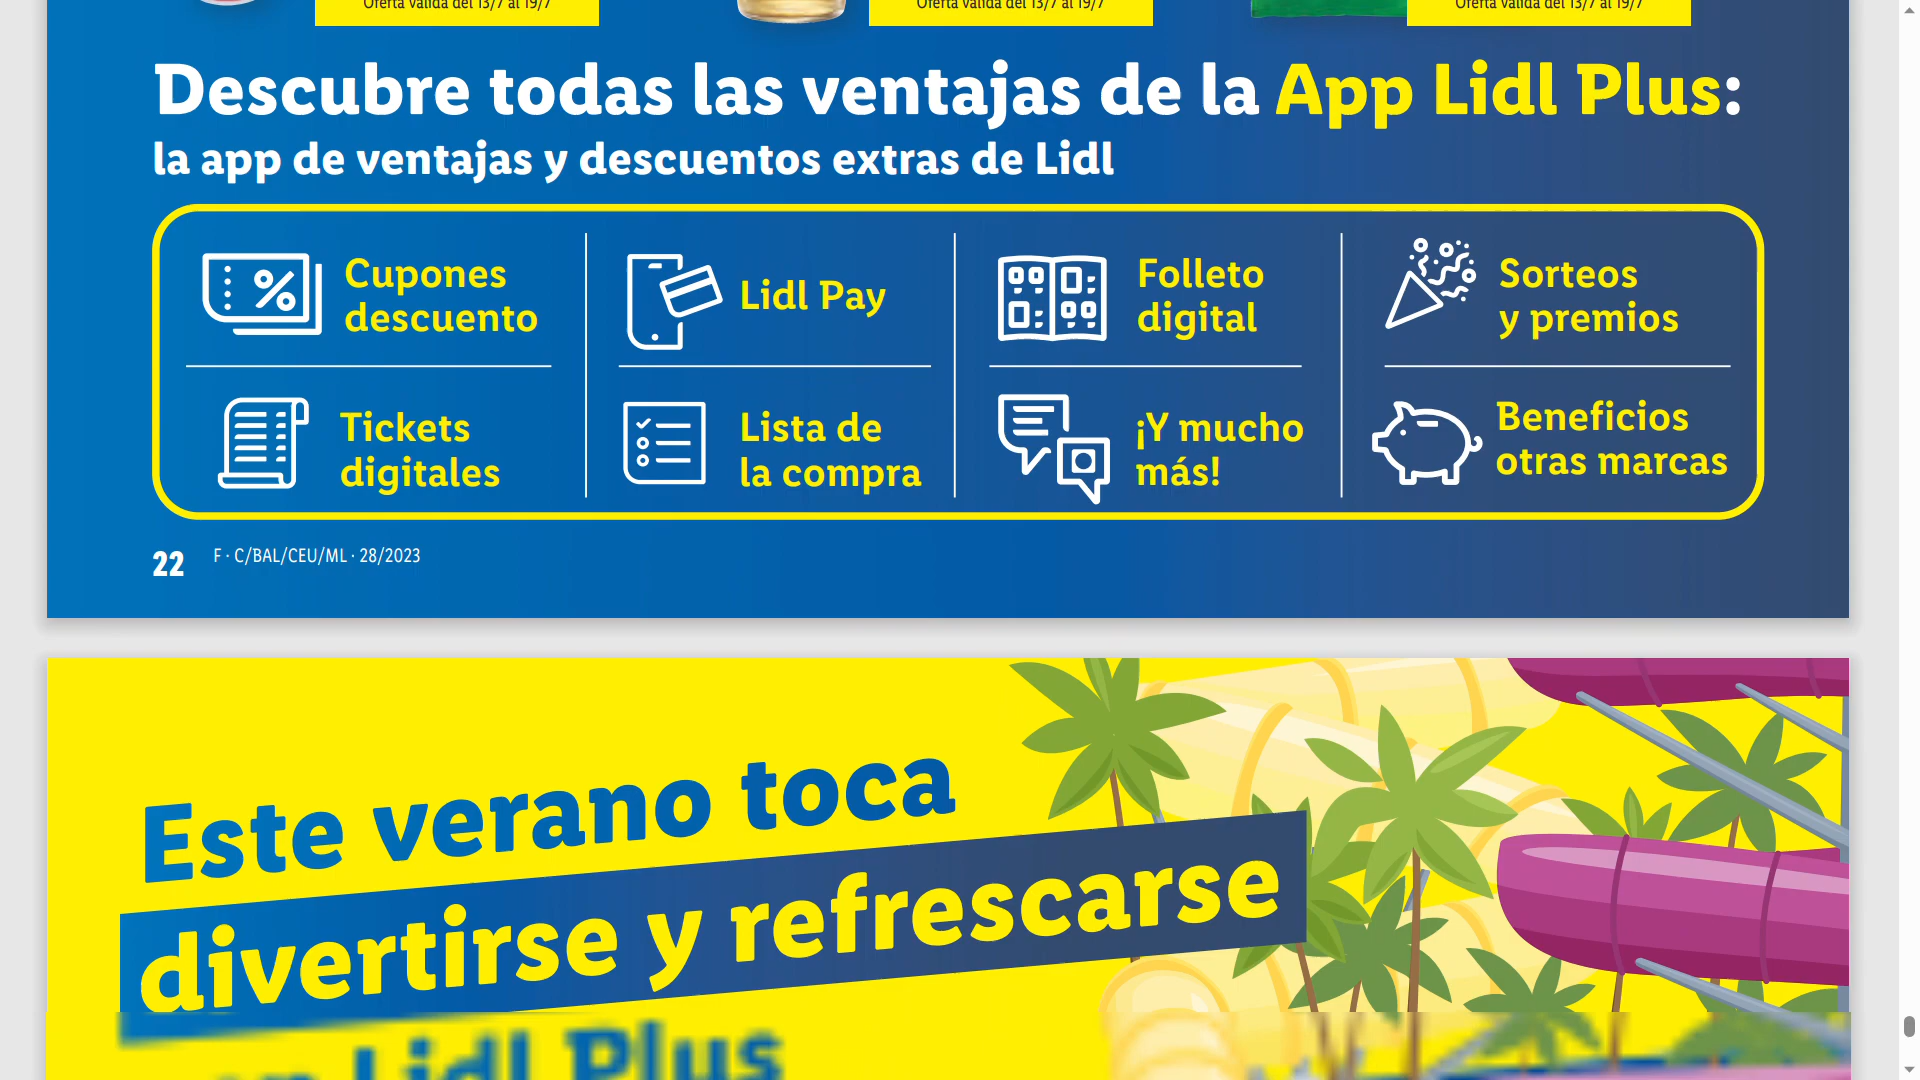 Oferta válida del 13/7 al 19/7
Oferta válida del 13/7 al 19/7
Oferta válida del 13/7 al 19/7
Descubre todas las ventajas de la App Lidl Plus:
la app de ventajas y descuentos extras de Lidl
Cupones
descuento
Lidl Pay
Folleto
digital
Sorteos
y premios
Tickets
digitales
Lista de
la compra
¡Y mucho
más!
Beneficios
otras marcas
22
F · C/BAL/CEU/ML · 28/2023
Este verano toca
divertirse y refrescarse
Lidl Plus